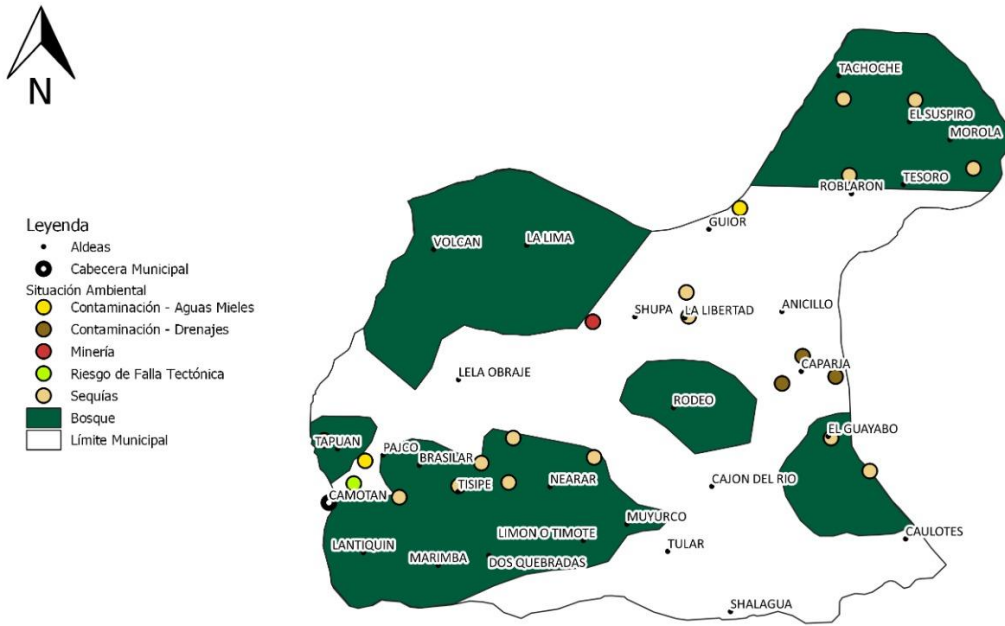 N
TACHOCHE
EL SUSPIRO
MOROLA
TESORO
ROBLARON
GUIOR
VOLCAN
LA LIMA
Leyenda
Aldeas
Cabecera Municipal
Situación Ambiental
Contaminación - Aguas Mieles
Contaminación - Drenajes
Minería
Riesgo de Falla Tectónica
Sequías
Bosque
Límite Municipal
SHUPA
LA LIBERTAD
ANICILLO
CAPARJA
LELA OBRAJE
RODEO
EL GUAYABO
TAPUAN
PAJCO
BRASILAR
TISIPE
NEARAR
CAJON DEL RIO
CAMOTAN
MUYURCO
LIMON O TIMOTE
TULAR
CAULOTES
LANTIQUIN
MARIMBA
DOS QUEBRADAS
SHALAGUA